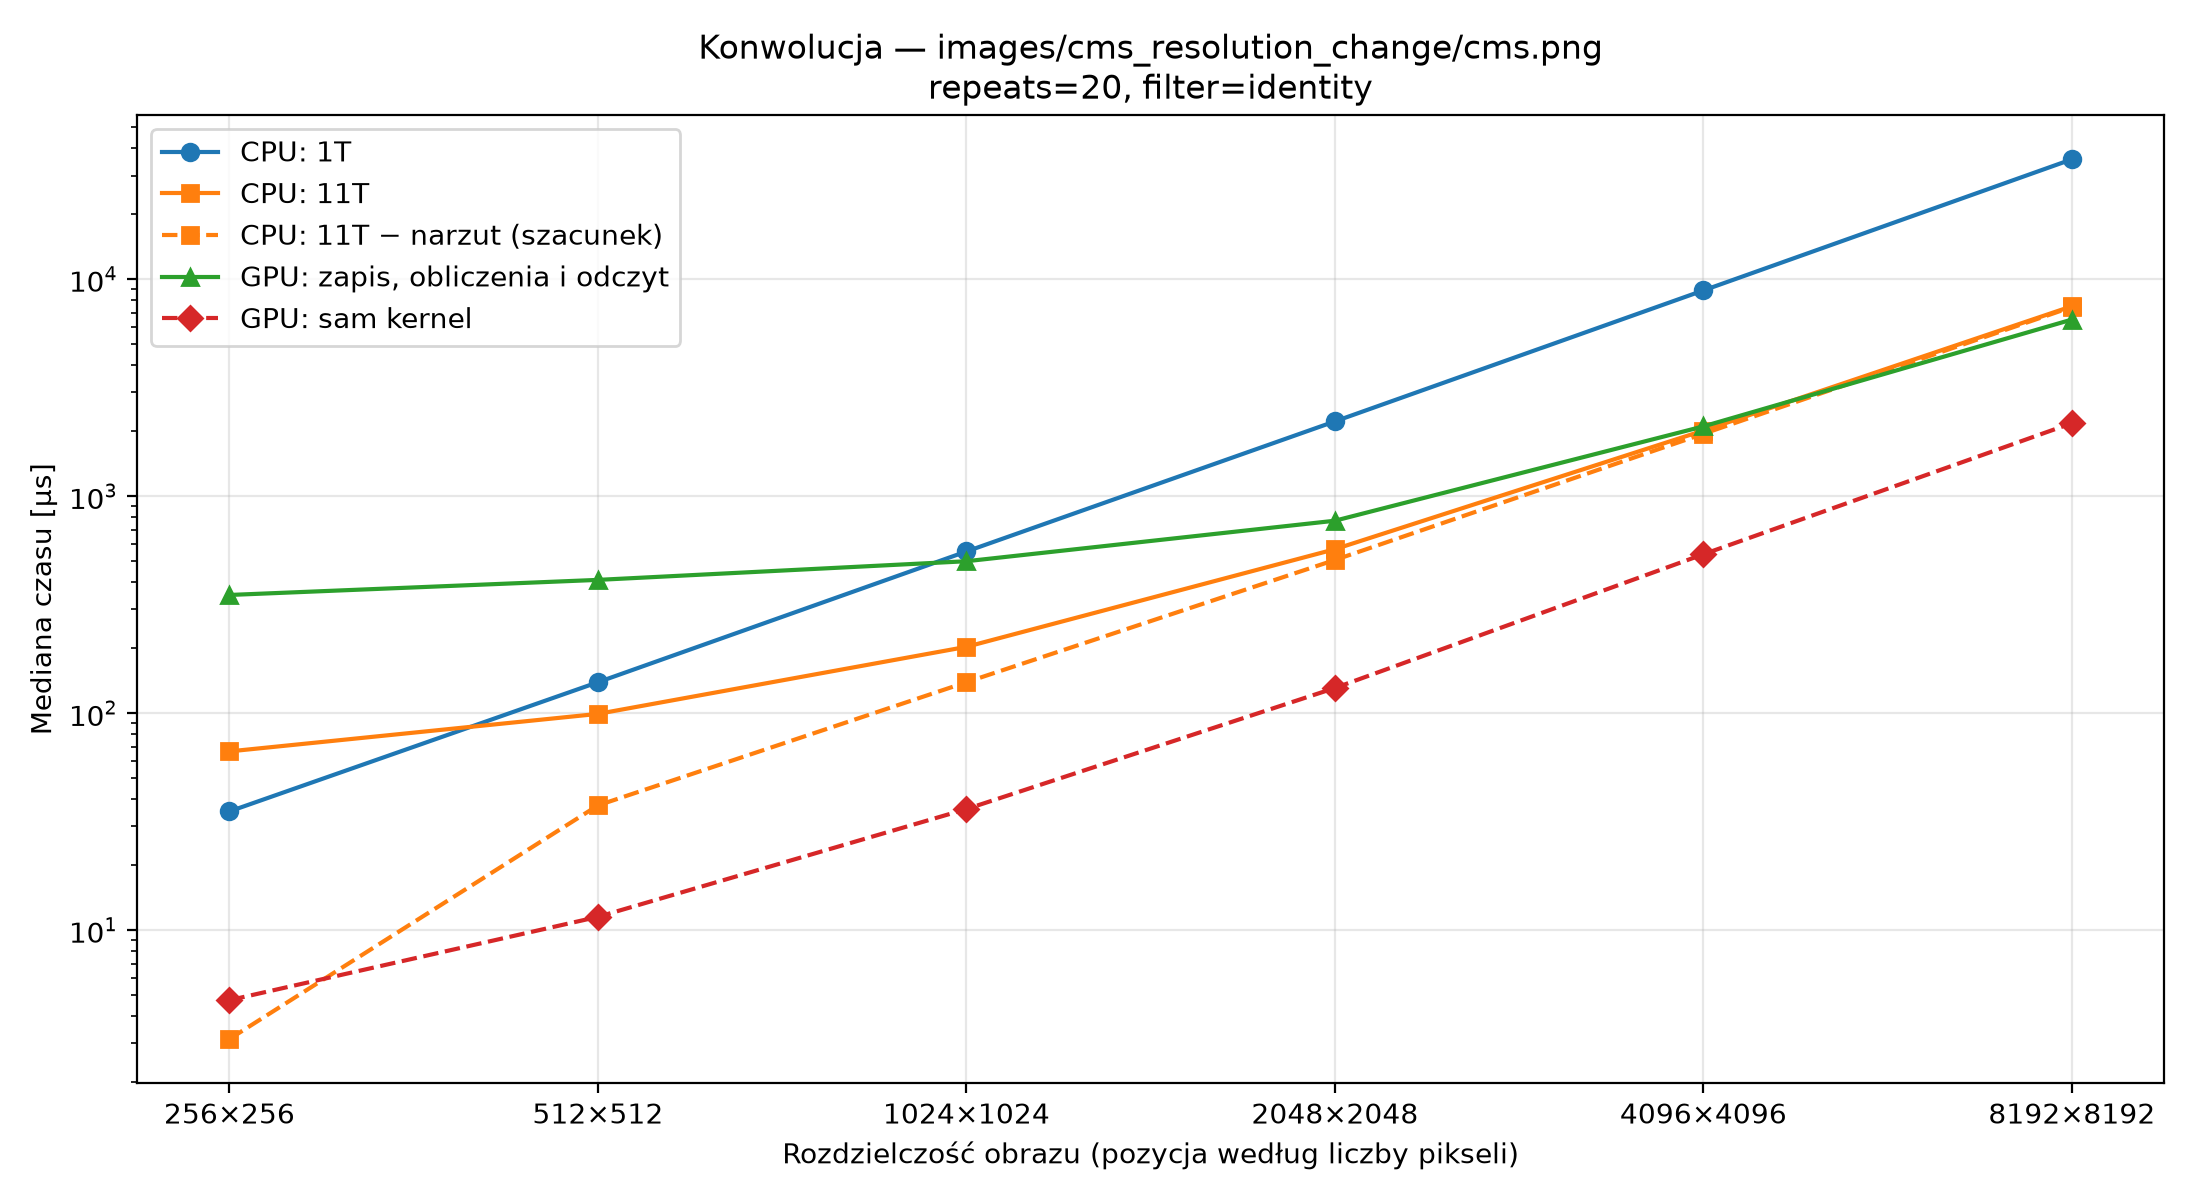 Konwolucja — images/cms_resolution_change/cms.png
repeats=20, filter=identity
CPU: 1T
CPU: 11T
CPU: 11T − narzut (szacunek)
GPU: zapis, obliczenia i odczyt
GPU: sam kernel
Mediana czasu [µs]
10⁴
10³
10²
10¹
256×256
512×512
1024×1024
2048×2048
4096×4096
8192×8192
Rozdzielczość obrazu (pozycja według liczby pikseli)